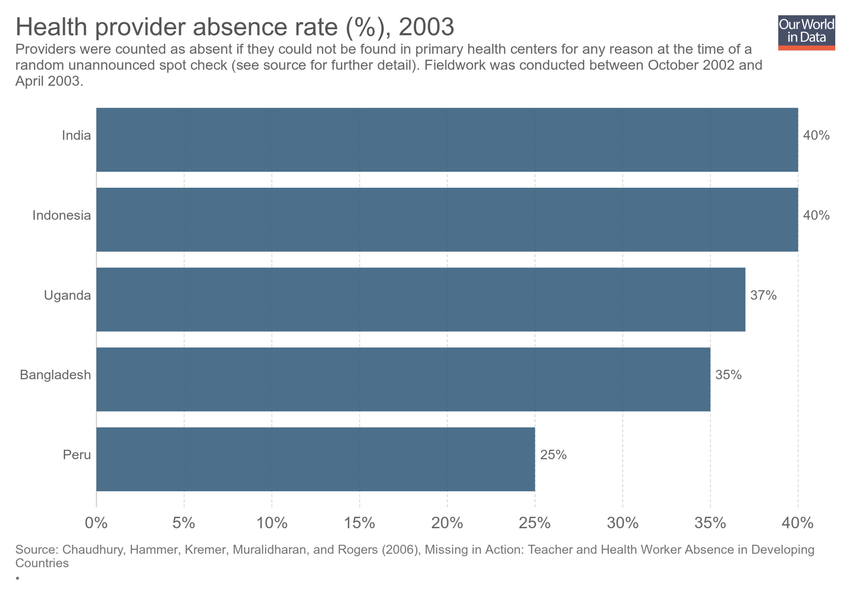 Health provider absence rate (%), 2003
Our World
in Data
Providers were counted as absent if they could not be found in primary health centers for any reason at the time of a
random unannounced spot check (see source for further detail). Fieldwork was conducted between October 2002 and
April 2003.
India
40%
Indonesia
40%
Uganda
37%
Bangladesh
35%
Peru
25%
0% 5% 10% 15% 20% 25% 30% 35% 40%
Source: Chaudhury, Hammer, Kremer, Muralidharan, and Rogers (2006), Missing in Action: Teacher and Health Worker Absence in Developing
Countries
•